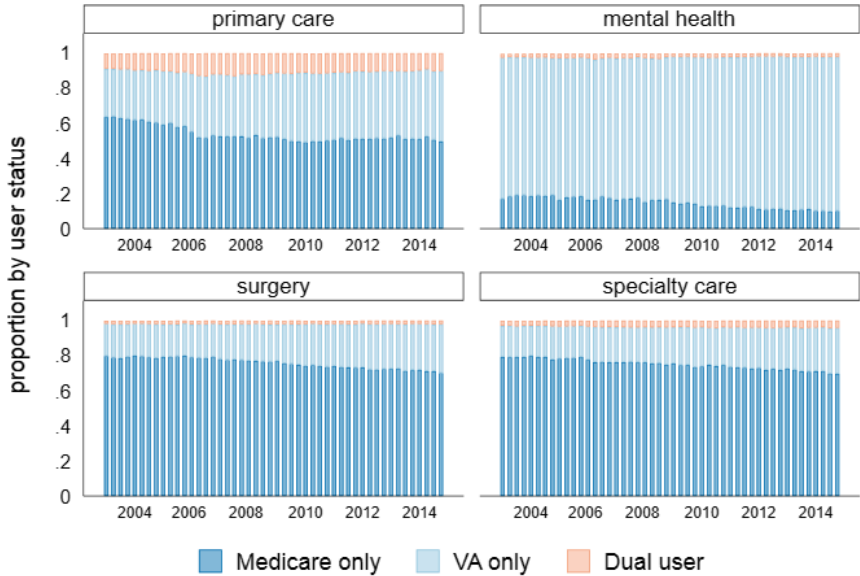 primary care
mental health
proportion by user status
1
.8
.6
.4
.2
0
2004 2006 2008 2010 2012 2014
2004 2006 2008 2010 2012 2014
surgery
specialty care
1
.8
.6
.4
.2
0
2004 2006 2008 2010 2012 2014
2004 2006 2008 2010 2012 2014
Medicare only VA only Dual user